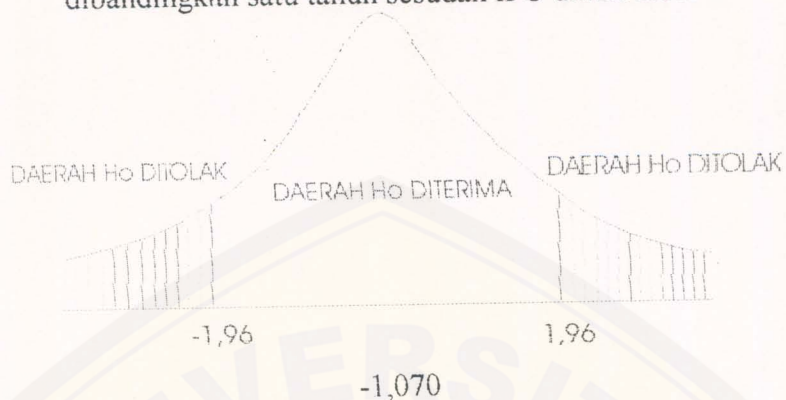 dibandingkan satu tahun sesudah
DAERAH Ho DITOLAK
DAERAH Ho DITERIMA
DAERAH Ho DITOLAK
-1,96
1,96
-1,070
UNIVERSIT